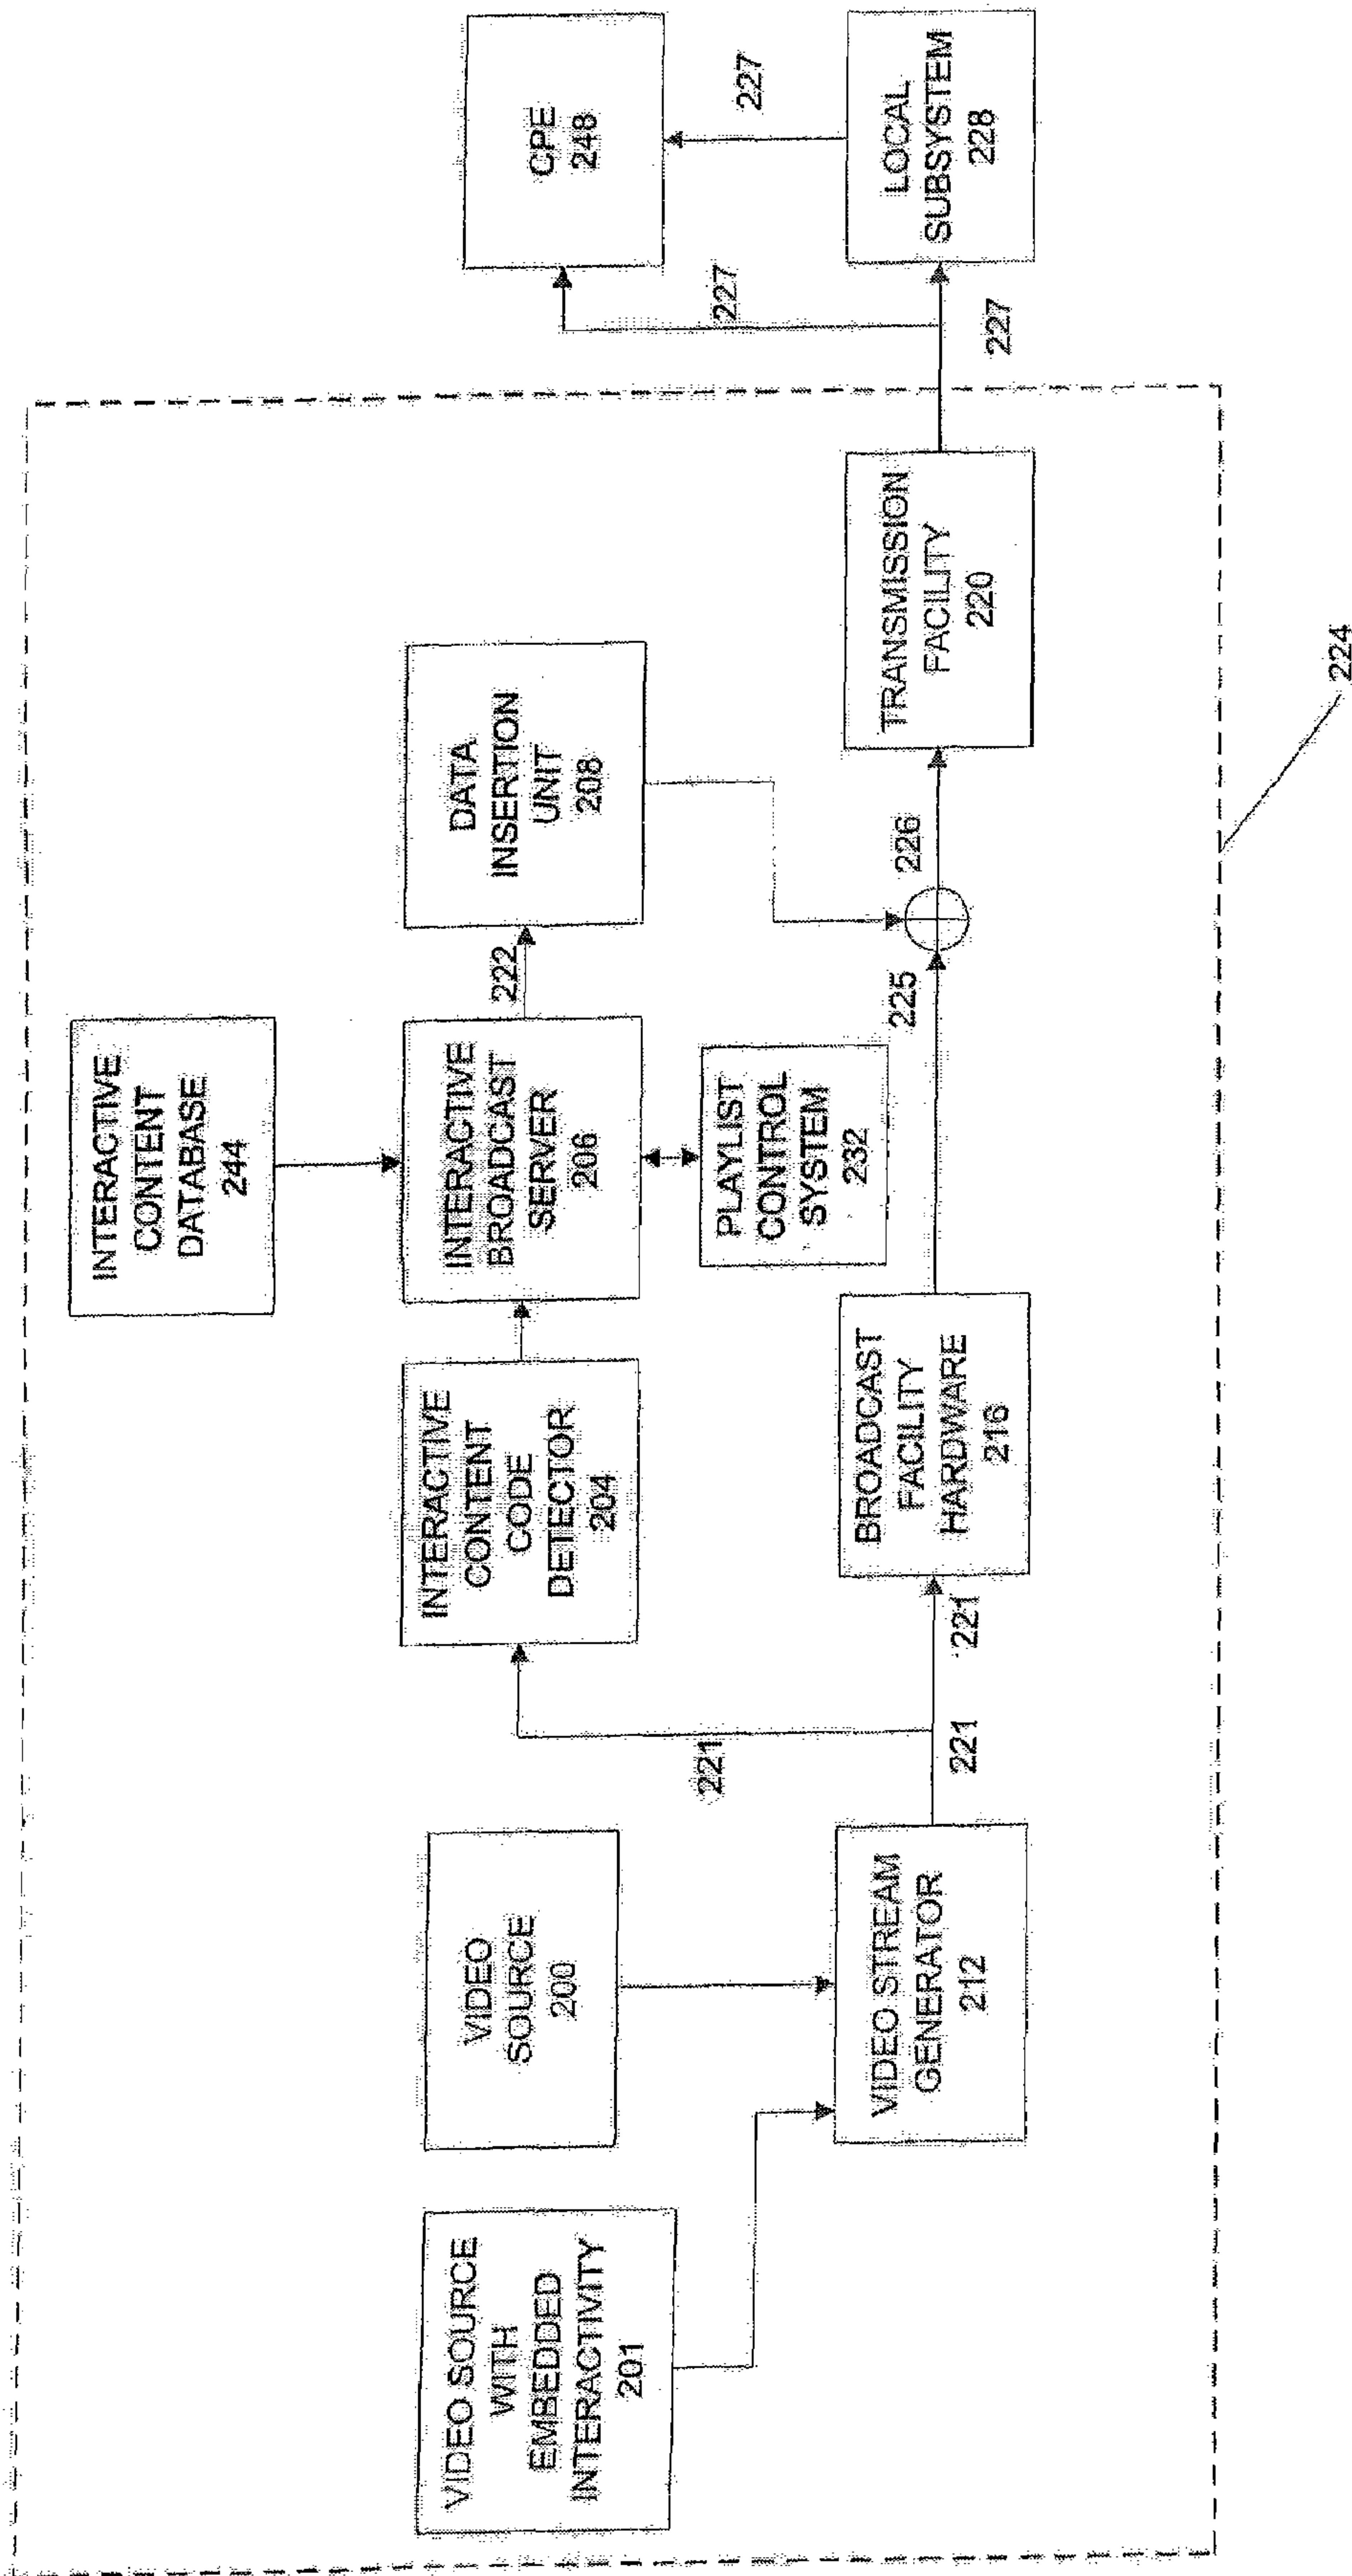 INTERACTIVE
CONTENT
DATABASE
244
VIDEO SOURCE
WITH
EMBEDDED
INTERACTIVITY
201
VIDEO
SOURCE
200
INTERACTIVE
CONTENT
CODE
DETECTOR
204
INTERACTIVE
BROADCAST
SERVER
206
222
DATA
INSERTION
UNIT
208
CPE
248
227
227
221
PLAYLIST
CONTROL
SYSTEM
232
VIDEO STREAM
GENERATOR
212
221
221
BROADCAST
FACILITY
HARDWARE
216
225
226
TRANSMISSION
FACILITY
220
227
LOCAL
SUBSYSTEM
228
224